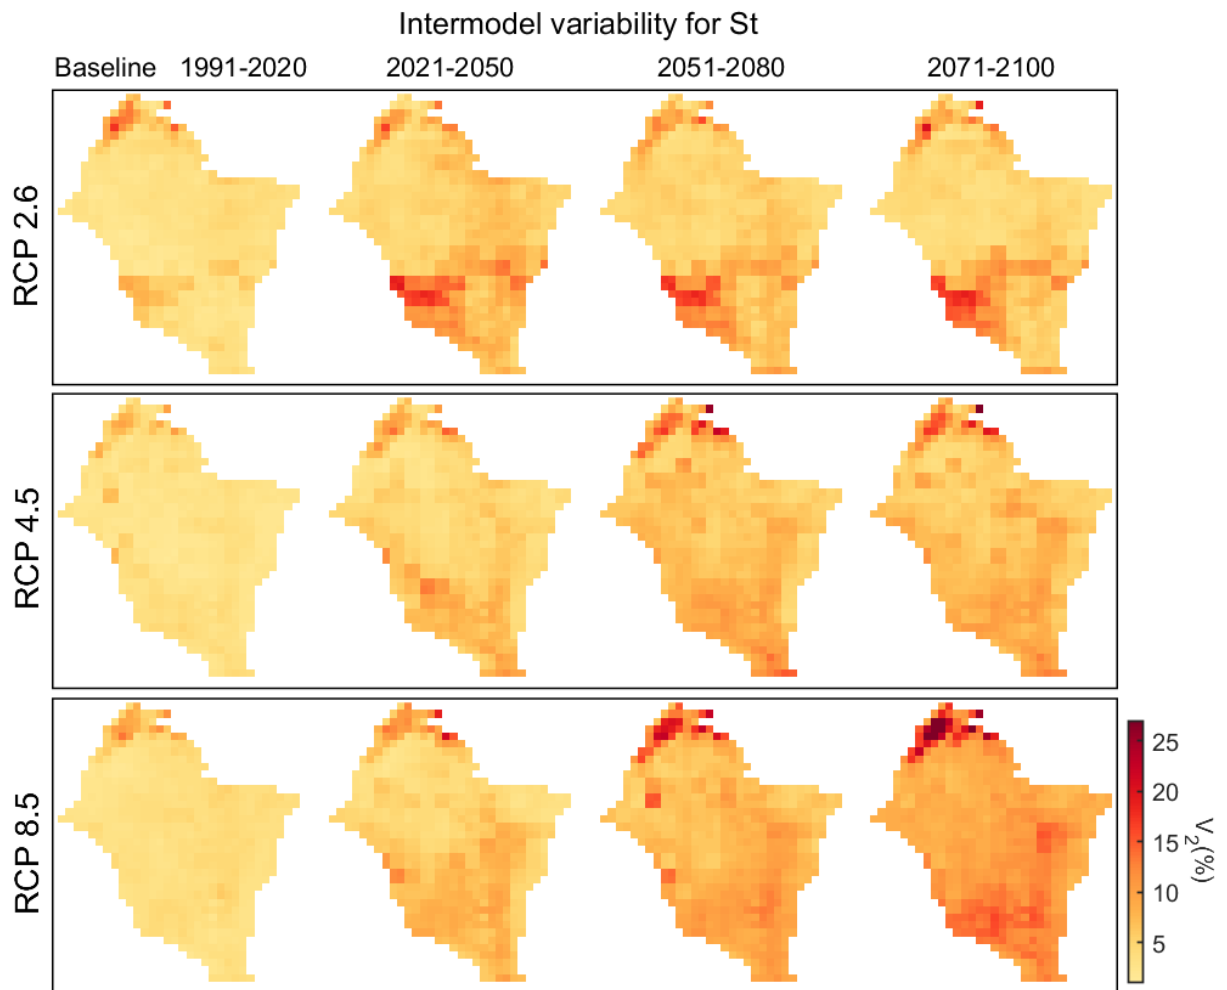 Intermodel variability for St
Baseline 1991-2020 2021-2050 2051-2080 2071-2100
RCP 2.6
RCP 4.5
RCP 8.5
25
20
15
10
5
V2(%)